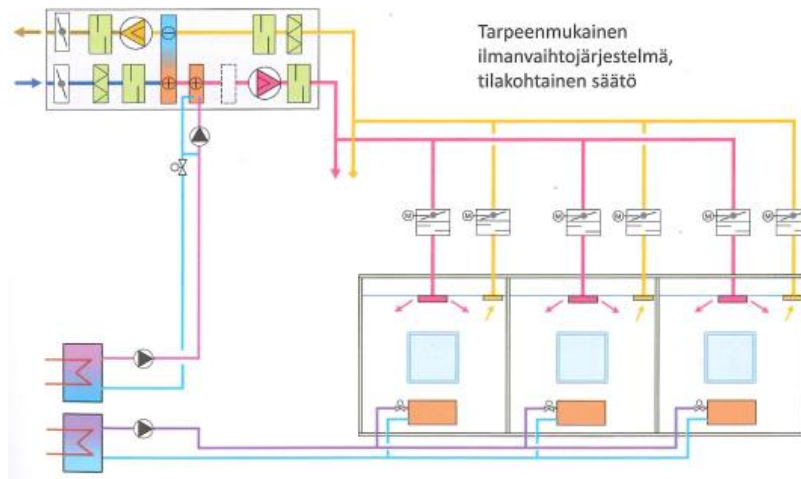 Tarpeenmukainen
ilmanvaihtojärjestelmä,
tilakohtainen säätö
M
M
M
M
M
M